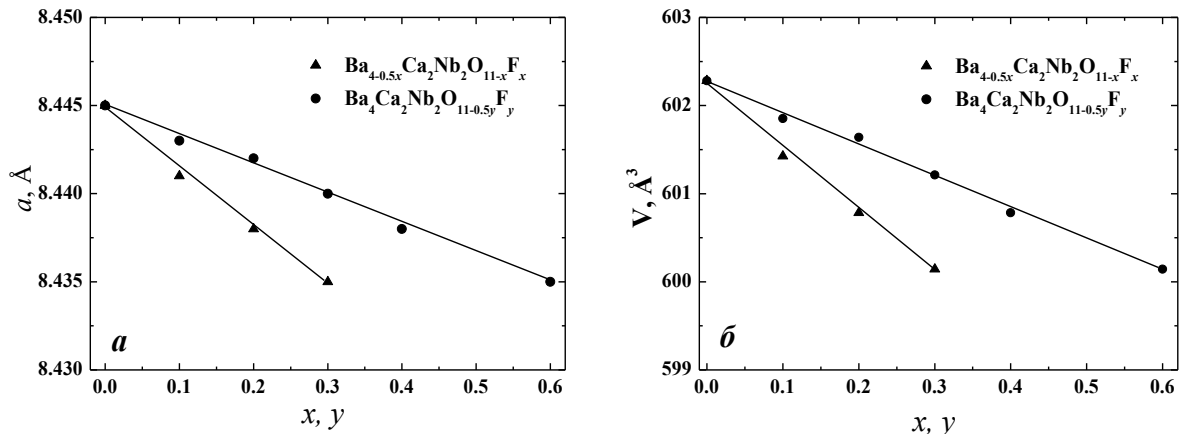 8.450
8.445
8.440
8.435
8.430
a, Å
▲ Ba₄₋₀.₅ₓCa₂Nb₂O₁₁₋ₓFₓ
● Ba₄Ca₂Nb₂O₁₁₋₀.₅yFy
а
0.0 0.1 0.2 0.3 0.4 0.5 0.6
x, y
603
602
601
600
599
V, Å³
▲ Ba₄₋₀.₅ₓCa₂Nb₂O₁₁₋ₓFₓ
● Ba₄Ca₂Nb₂O₁₁₋₀.₅yFy
б
0.0 0.1 0.2 0.3 0.4 0.5 0.6
x, y